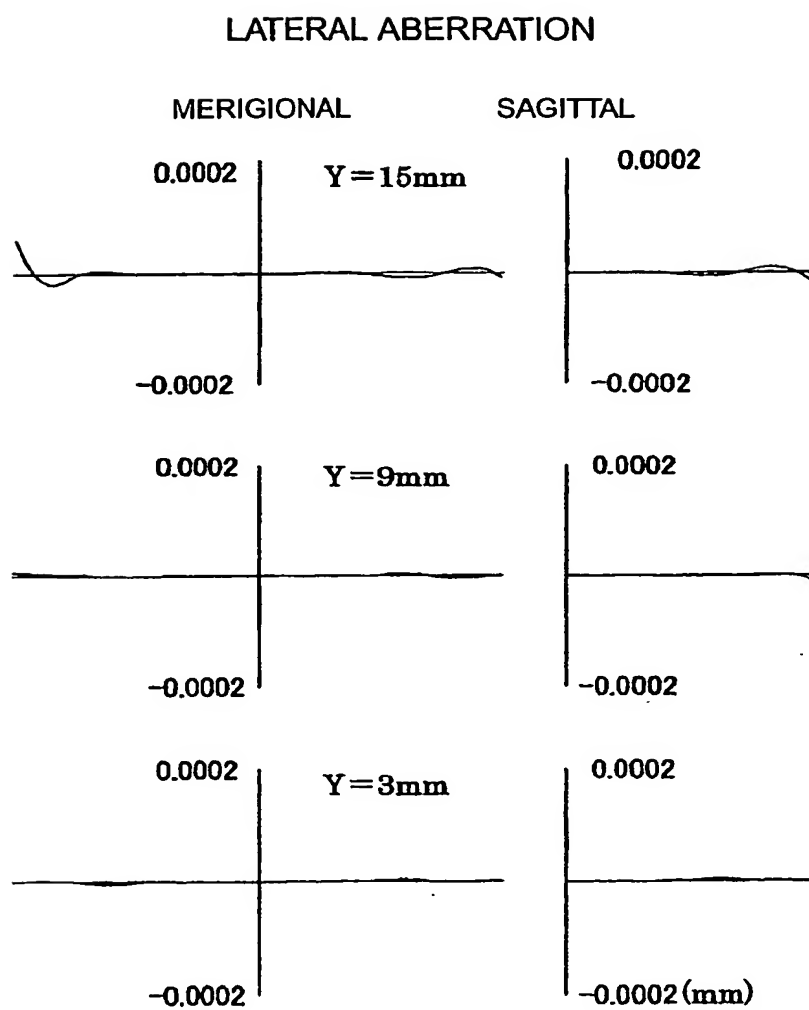 LATERAL ABERRATION
MERIGIONAL SAGITTAL
0.0002 Y=15mm 0.0002
-0.0002 -0.0002
0.0002 Y=9mm 0.0002
-0.0002 -0.0002
0.0002 Y=3mm 0.0002
-0.0002 -0.0002(mm)